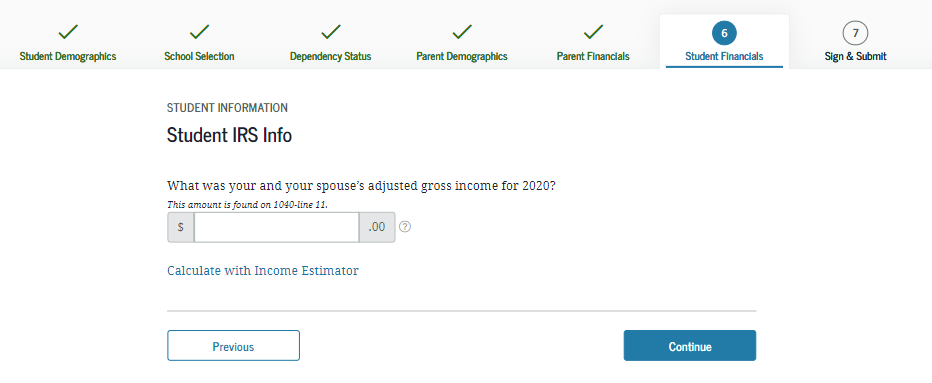 6
7
Student Demographics
School Selection
Dependency Status
Parent Demographics
Parent Financials
Student Financials
Sign & Submit
STUDENT INFORMATION
Student IRS Info
What was your and your spouse’s adjusted gross income for 2020?
This amount is found on 1040-line 11.
$ .00 ?
Calculate with Income Estimator
Previous
Continue